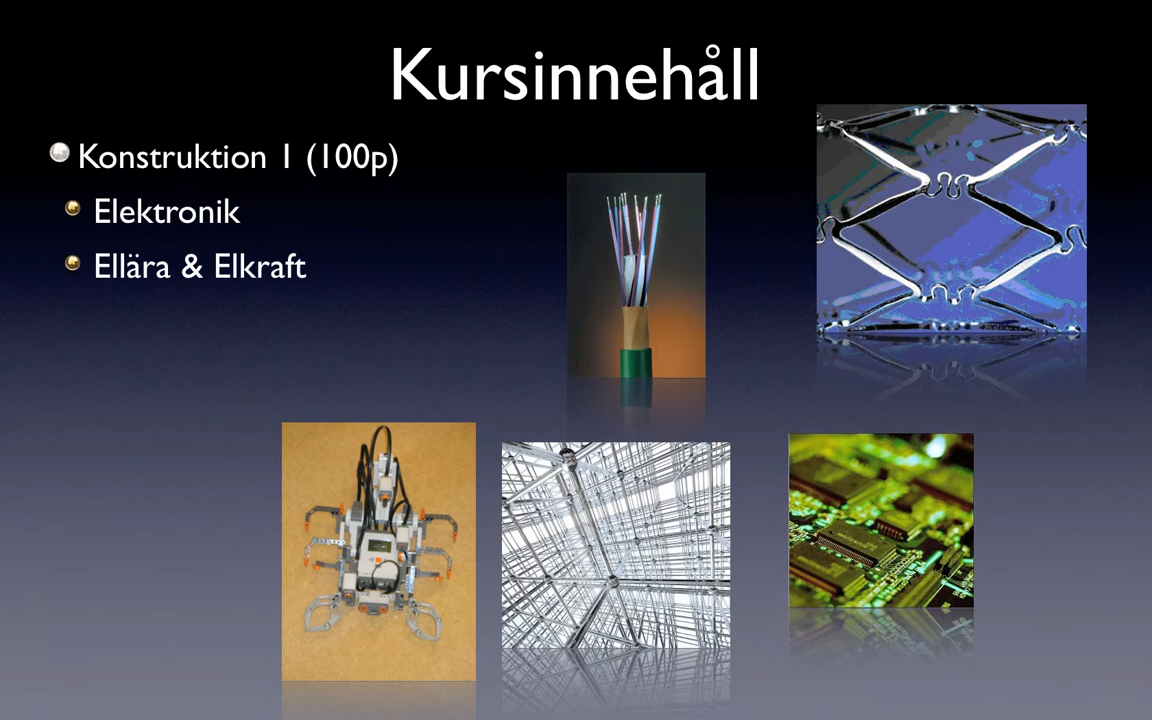 Kursinnehåll
Konstruktion 1 (100p)
Elektronik
Ellära & Elkraft